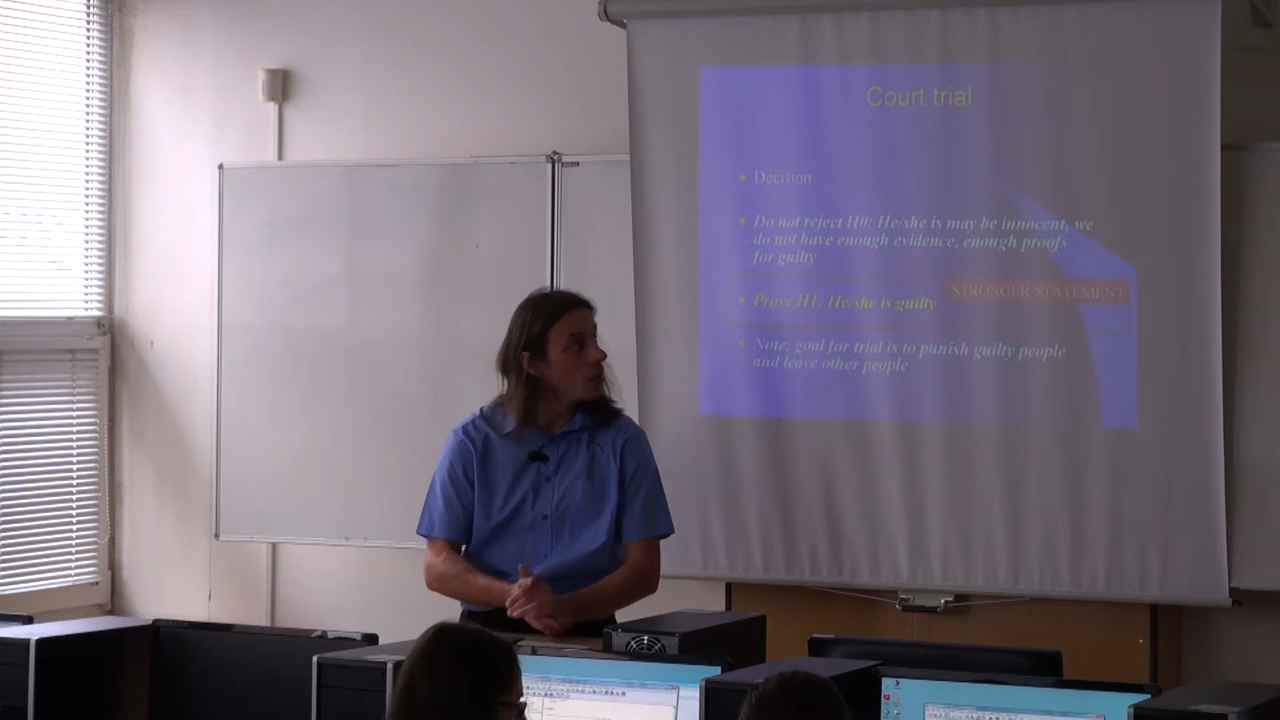 Court trial
Decision
Do not reject H0: He/she is may be innocent, we
do not have enough evidence, enough proofs
for guilty
STRONGER STATEMENT
Prove H1: He/she is guilty
Note: goal for trial is to punish guilty people
and leave other people